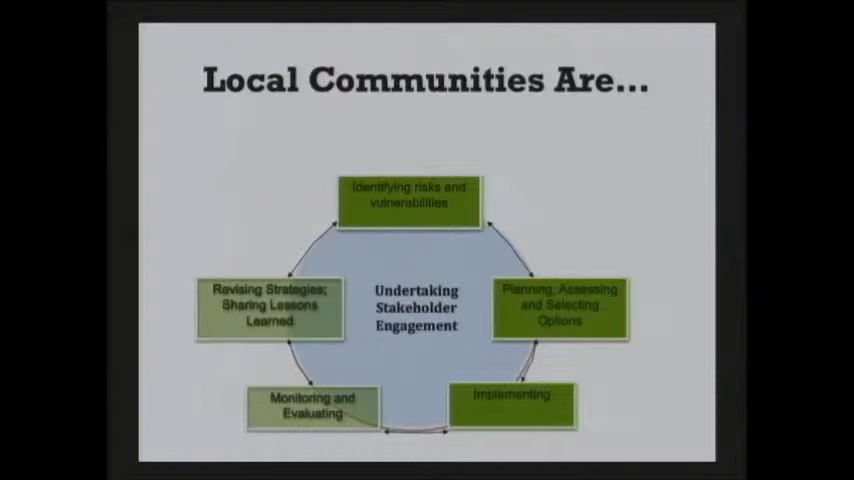 Local Communities Are...
Identifying risks and
vulnerabilities
Revising Strategies;
Sharing Lessons
Learned
Undertaking
Stakeholder
Engagement
Planning, Assessing
and Selecting
Options
Monitoring and
Evaluating
Implementing